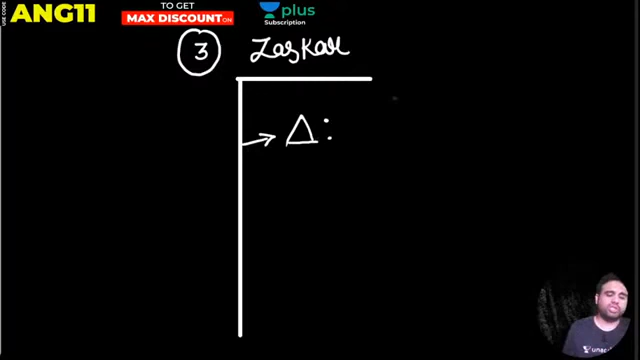 USE CODE ANG11 TO GET MAX DISCOUNT ON plus Subscription
3 Zaskar
→ Δ: